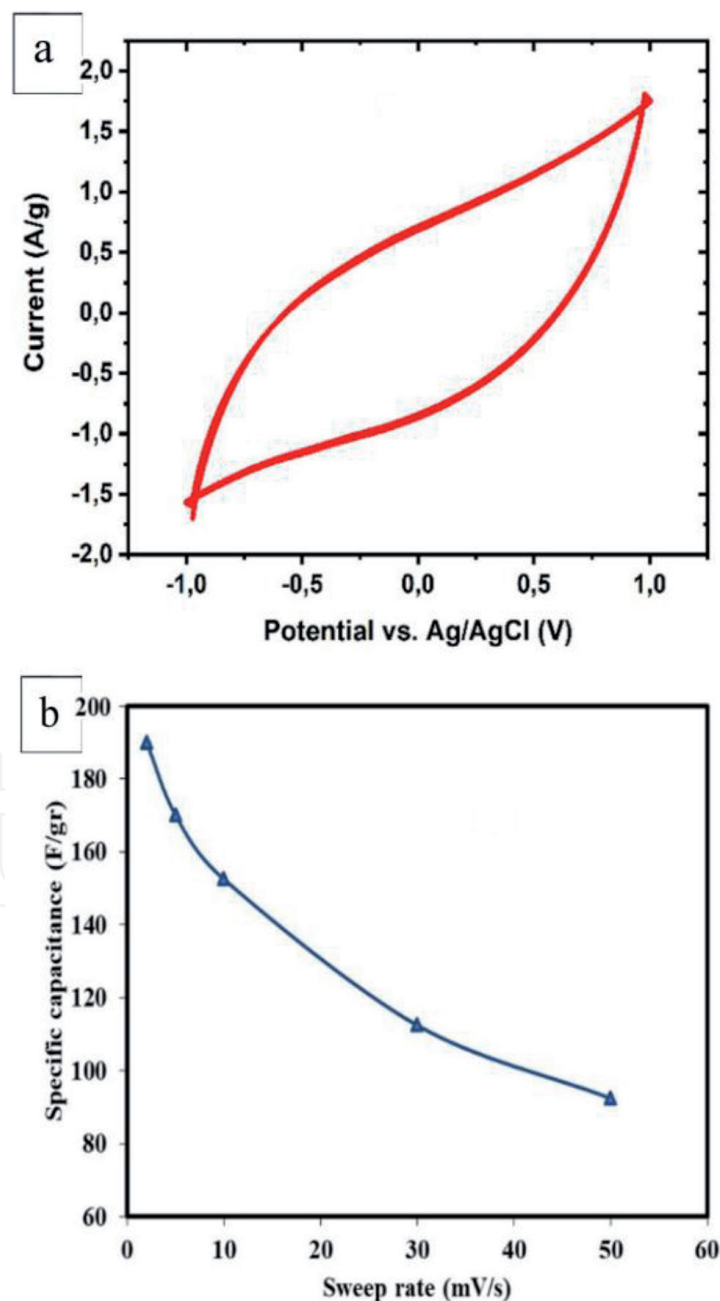 a
2,0
1,5
1,0
0,5
0,0
-0,5
-1,0
-1,5
-2,0
Current (A/g)
-1,0 -0,5 0,0 0,5 1,0
Potential vs. Ag/AgCl (V)
b
200
180
160
140
120
100
80
60
Specific capacitance (F/gr)
0 10 20 30 40 50 60
Sweep rate (mV/s)